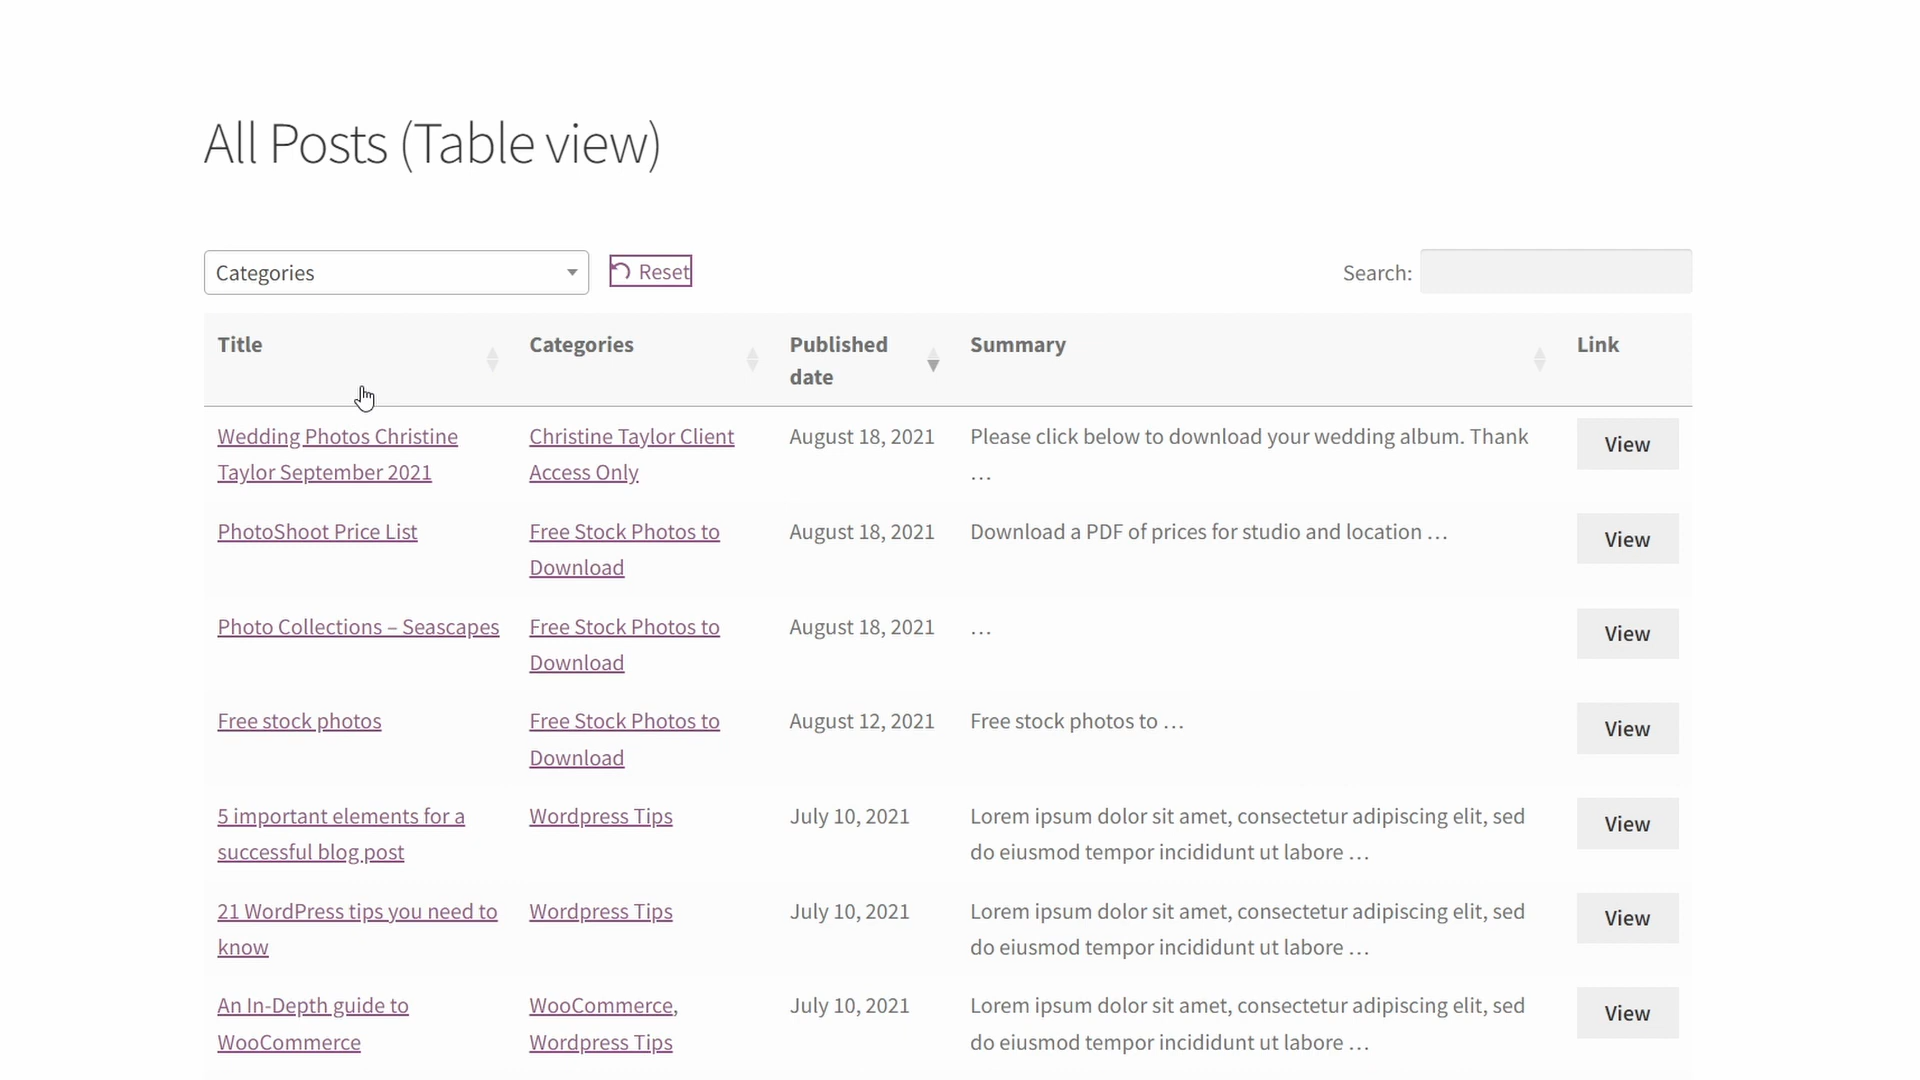 All Posts (Table view)
Categories
Reset
Search:
Title
Categories
Published
date
Summary
Link
Wedding Photos Christine
Taylor September 2021
Christine Taylor Client
Access Only
August 18, 2021
Please click below to download your wedding album. Thank
…
View
PhotoShoot Price List
Free Stock Photos to
Download
August 18, 2021
Download a PDF of prices for studio and location …
View
Photo Collections – Seascapes
Free Stock Photos to
Download
August 18, 2021
…
View
Free stock photos
Free Stock Photos to
Download
August 12, 2021
Free stock photos to …
View
5 important elements for a
successful blog post
Wordpress Tips
July 10, 2021
Lorem ipsum dolor sit amet, consectetur adipiscing elit, sed
do eiusmod tempor incididunt ut labore …
View
21 WordPress tips you need to
know
Wordpress Tips
July 10, 2021
Lorem ipsum dolor sit amet, consectetur adipiscing elit, sed
do eiusmod tempor incididunt ut labore …
View
An In-Depth guide to
WooCommerce
WooCommerce,
Wordpress Tips
July 10, 2021
Lorem ipsum dolor sit amet, consectetur adipiscing elit, sed
do eiusmod tempor incididunt ut labore …
View